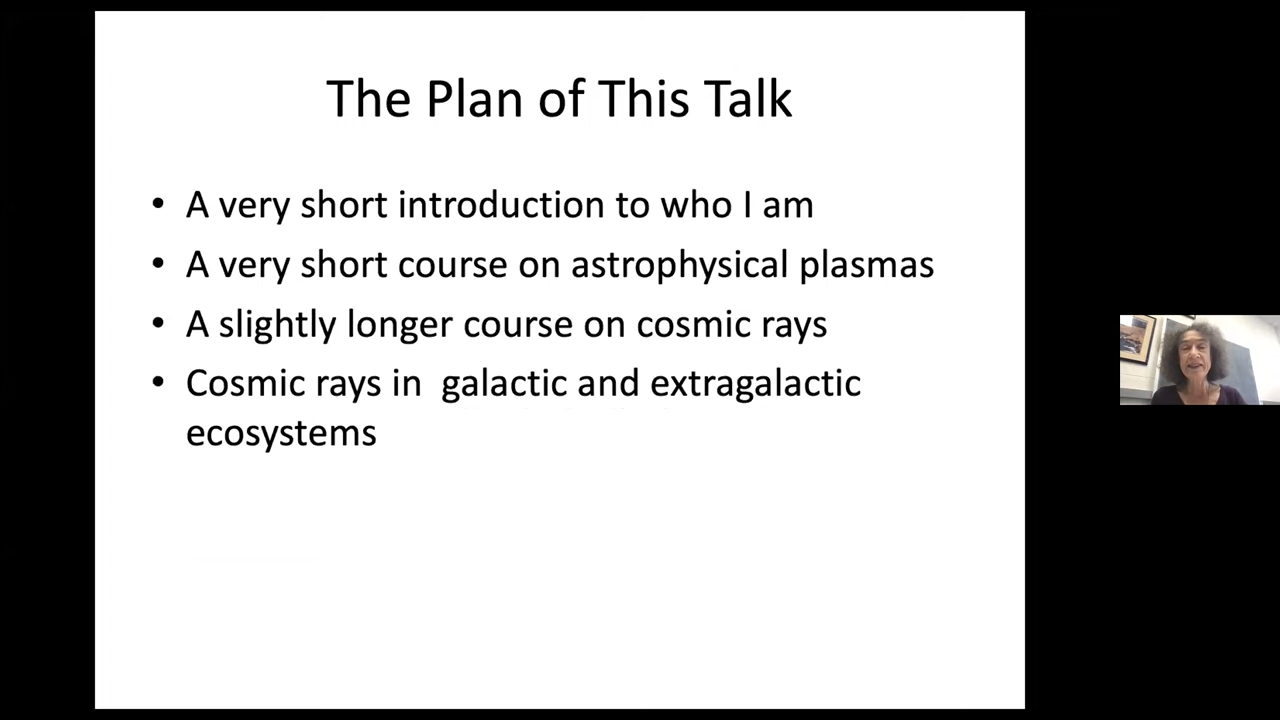 The Plan of This Talk
• A very short introduction to who I am
• A very short course on astrophysical plasmas
• A slightly longer course on cosmic rays
• Cosmic rays in  galactic and extragalactic
ecosystems